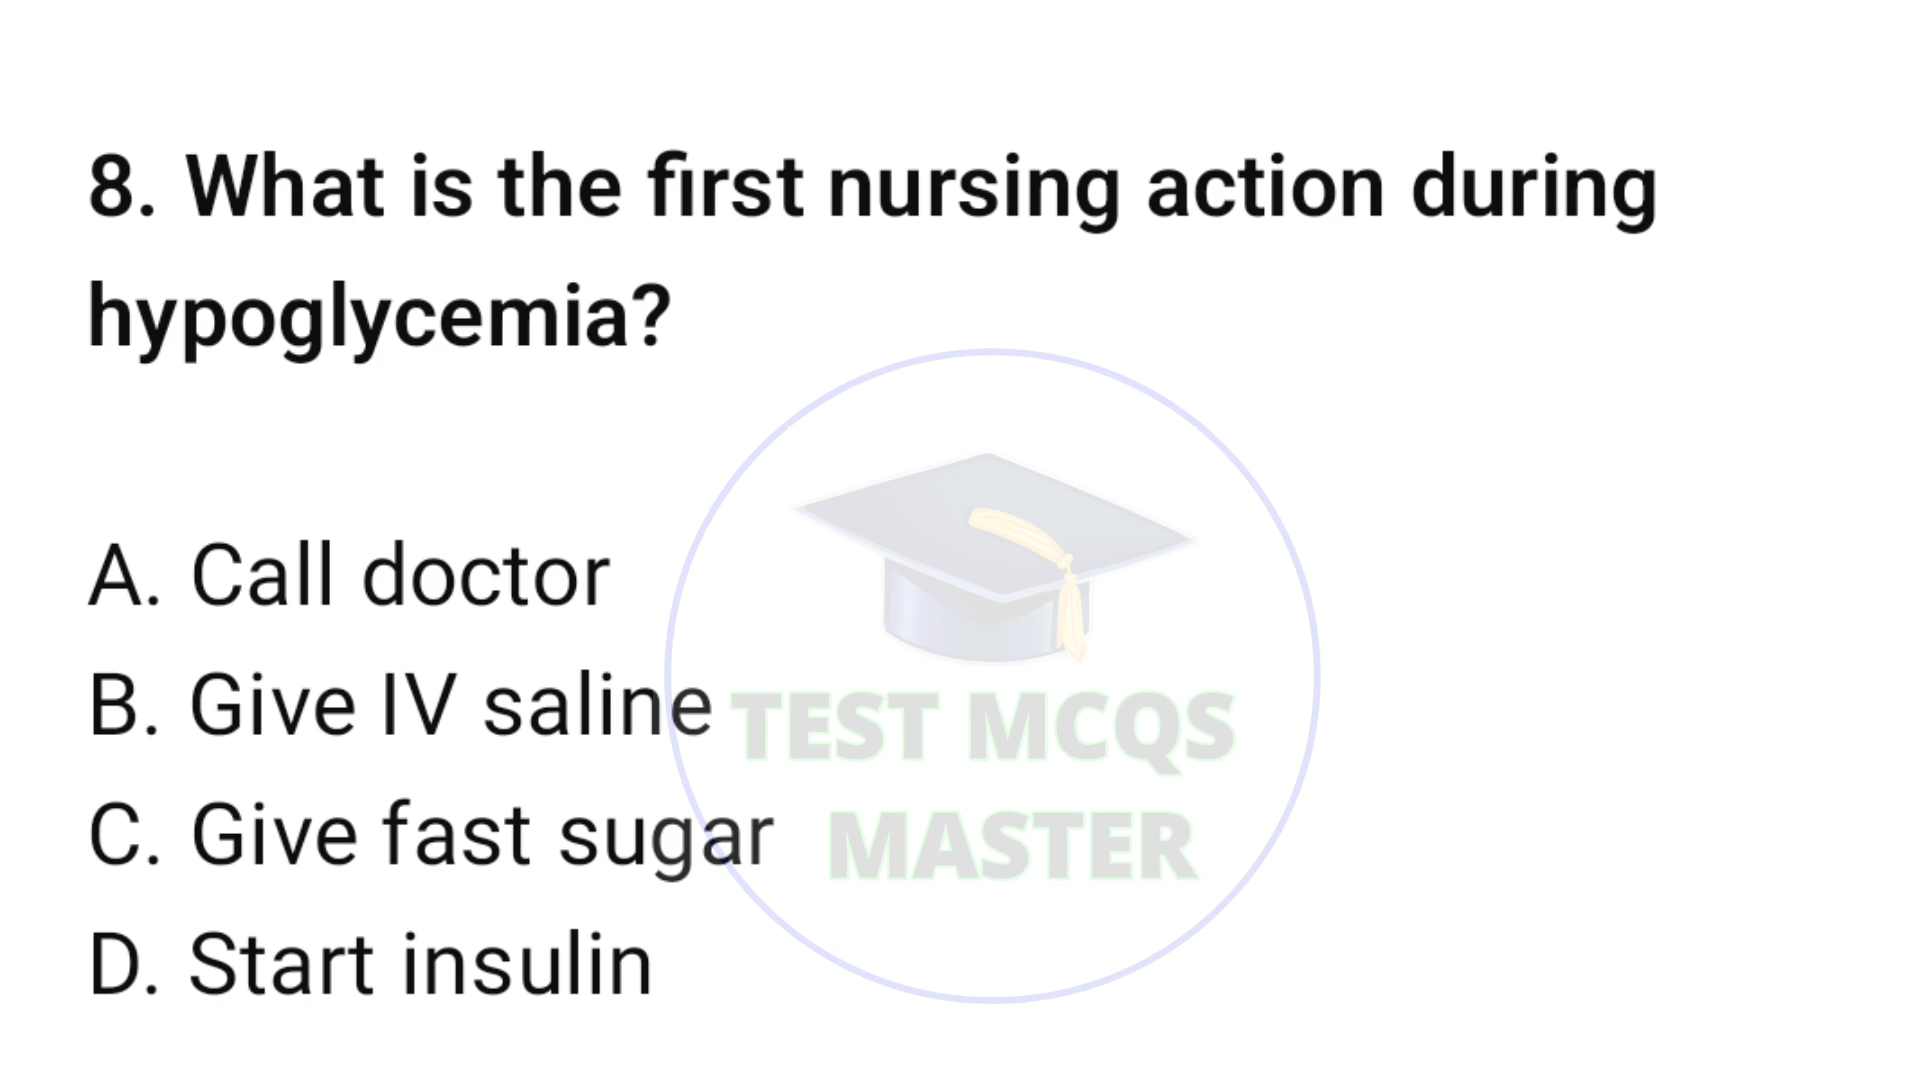 8. What is the first nursing action during
hypoglycemia?
A. Call doctor
B. Give IV saline
C. Give fast sugar
D. Start insulin
TEST MCQS
MASTER